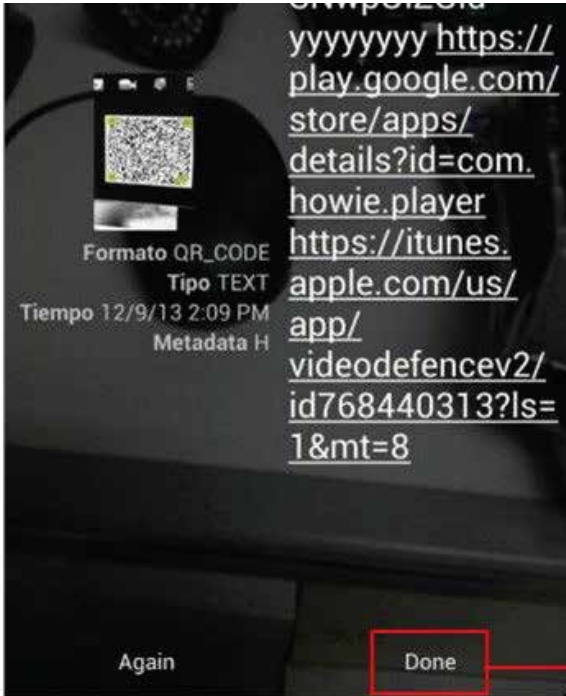 yyyyyyyy https://
play.google.com/
store/apps/
details?id=com.
howie.player
https://itunes.
apple.com/us/
app/
videodefencev2/
id768440313?ls=
1&mt=8
Formato QR_CODE
Tipo TEXT
Tiempo 12/9/13 2:09 PM
Metadata H
Again
Done